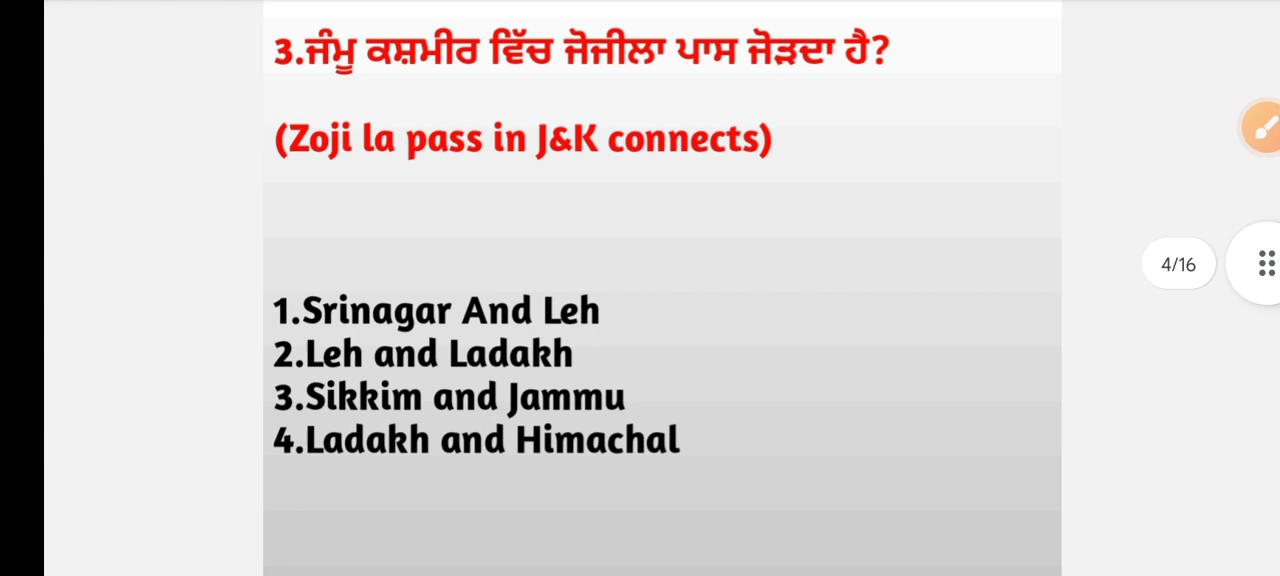 3.ਜੰਮੂ ਕਸ਼ਮੀਰ ਵਿੱਚ ਜੋਜੀਲਾ ਪਾਸ ਜੋੜਦਾ ਹੈ?
(Zoji la pass in J&K connects)
1.Srinagar And Leh
2.Leh and Ladakh
3.Sikkim and Jammu
4.Ladakh and Himachal
4/16